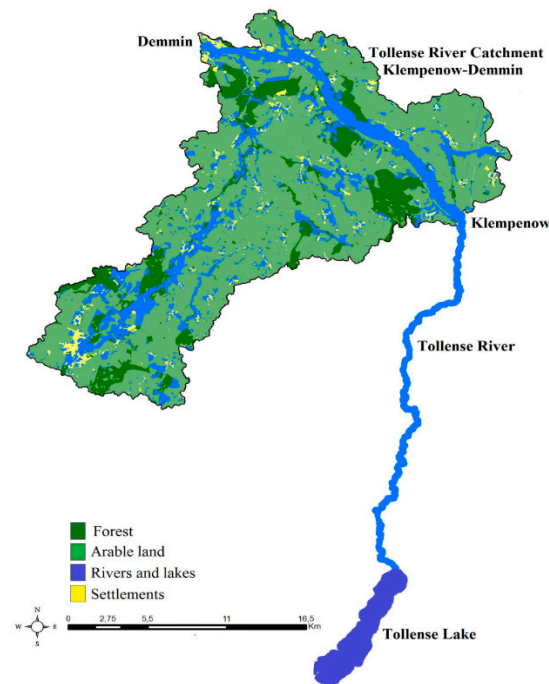 Demmin
Tollense River Catchment
Klempenow-Demmin
Klempenow
Tollense River
Forest
Arable land
Rivers and lakes
Settlements
N
W E
S
0 2,75 5,5 11 16,5
Km
Tollense Lake